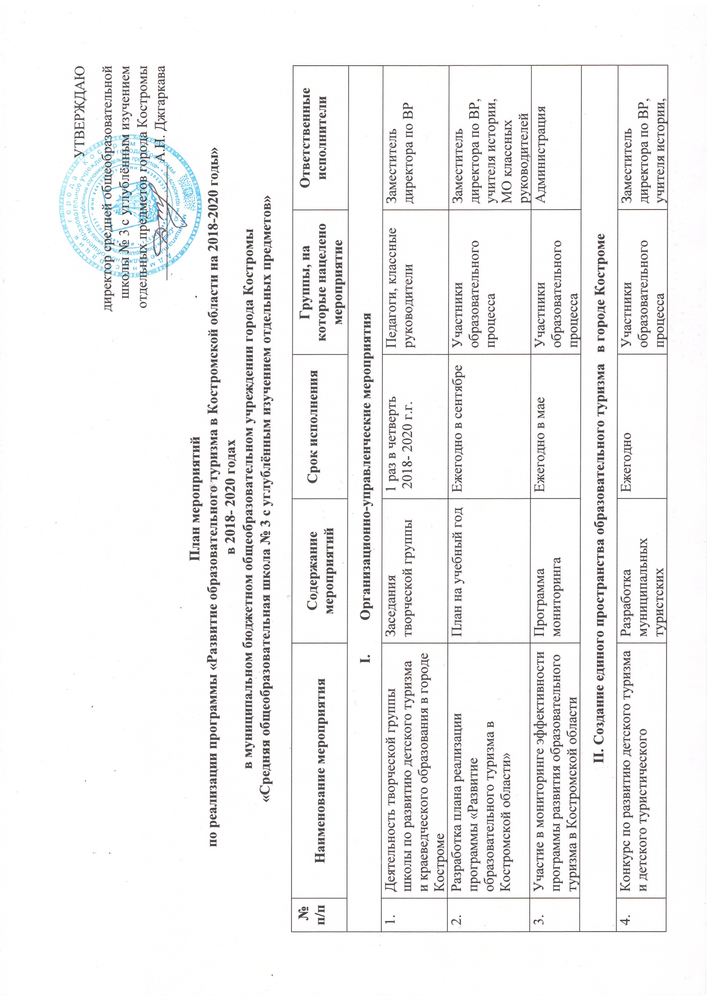 УТВЕРЖДАЮ
директор средней общеобразовательной
школы № 3 с углублённым изучением
отдельных предметов города Костромы
А.Н. Джгаркава
План мероприятий
по реализации программы «Развитие образовательного туризма в Костромской области на 2018-2020 годы»
в 2018- 2020 годах
в муниципальном бюджетном общеобразовательном учреждении города Костромы
«Средняя общеобразовательная школа № 3 с углублённым изучением отдельных предметов»
№
п/п
Наименование мероприятия
Содержание
мероприятий
Срок исполнения
Группы, на
которые нацелено
мероприятие
Ответственные
исполнители
I. Организационно-управленческие мероприятия
1.
Деятельность творческой группы
школы по развитию детского туризма
и краеведческого образования в городе
Костроме
Заседания
творческой группы
1 раз в четверть
2018- 2020 г.г.
Педагоги, классные
руководители
Заместитель
директора по ВР
2.
Разработка плана реализации
программы «Развитие
образовательного туризма в
Костромской области»
План на учебный год
Ежегодно в сентябре
Участники
образовательного
процесса
Заместитель
директора по ВР,
учителя истории,
МО классных
руководителей
3.
Участие в мониторинге эффективности
программы развития образовательного
туризма в Костромской области
Программа
мониторинга
Ежегодно в мае
Участники
образовательного
процесса
Администрация
II. Создание единого пространства образовательного туризма в городе Костроме
4.
Конкурс по развитию детского туризма
и детского туристического
Разработка
муниципальных
туристских
Ежегодно
Участники
образовательного
процесса
Заместитель
директора по ВР,
учителя истории,